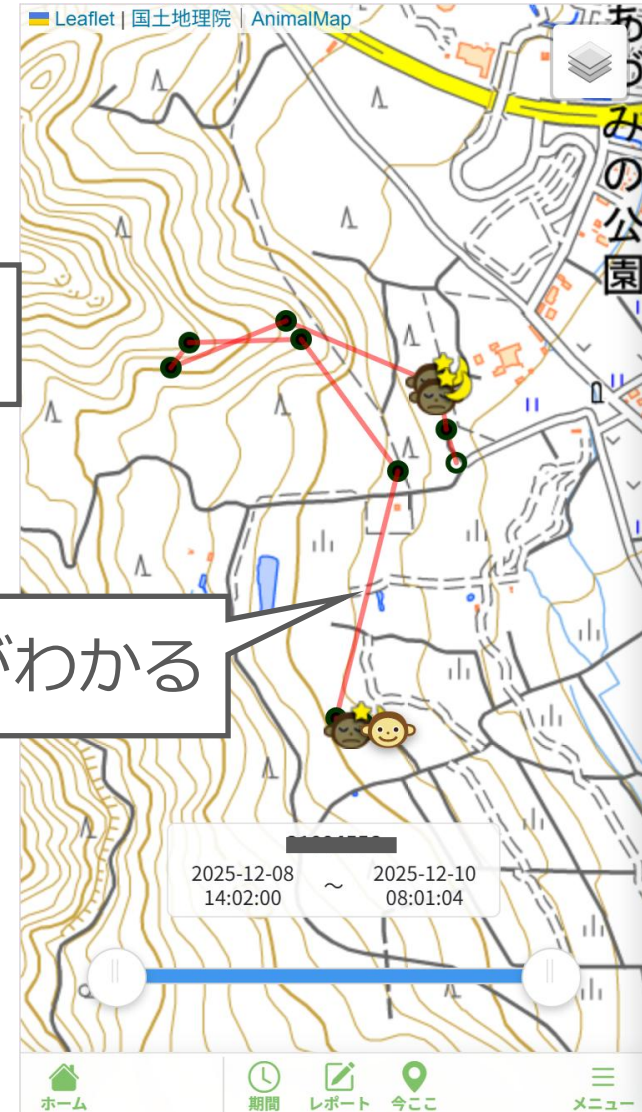 Leaflet | 国土地理院 | AnimalMap
あづみの公園
がわかる
2025-12-08
14:02:00
～
2025-12-10
08:01:04
ホーム
期間
レポート
今ここ
メニュー